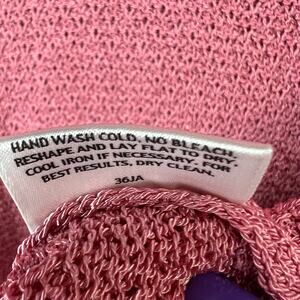 HAND WASH COLD. NO BLEACH.
RESHAPE AND LAY FLAT TO DRY.
COOL IRON IF NECESSARY. FOR
BEST RESULTS, DRY CLEAN.
36JA